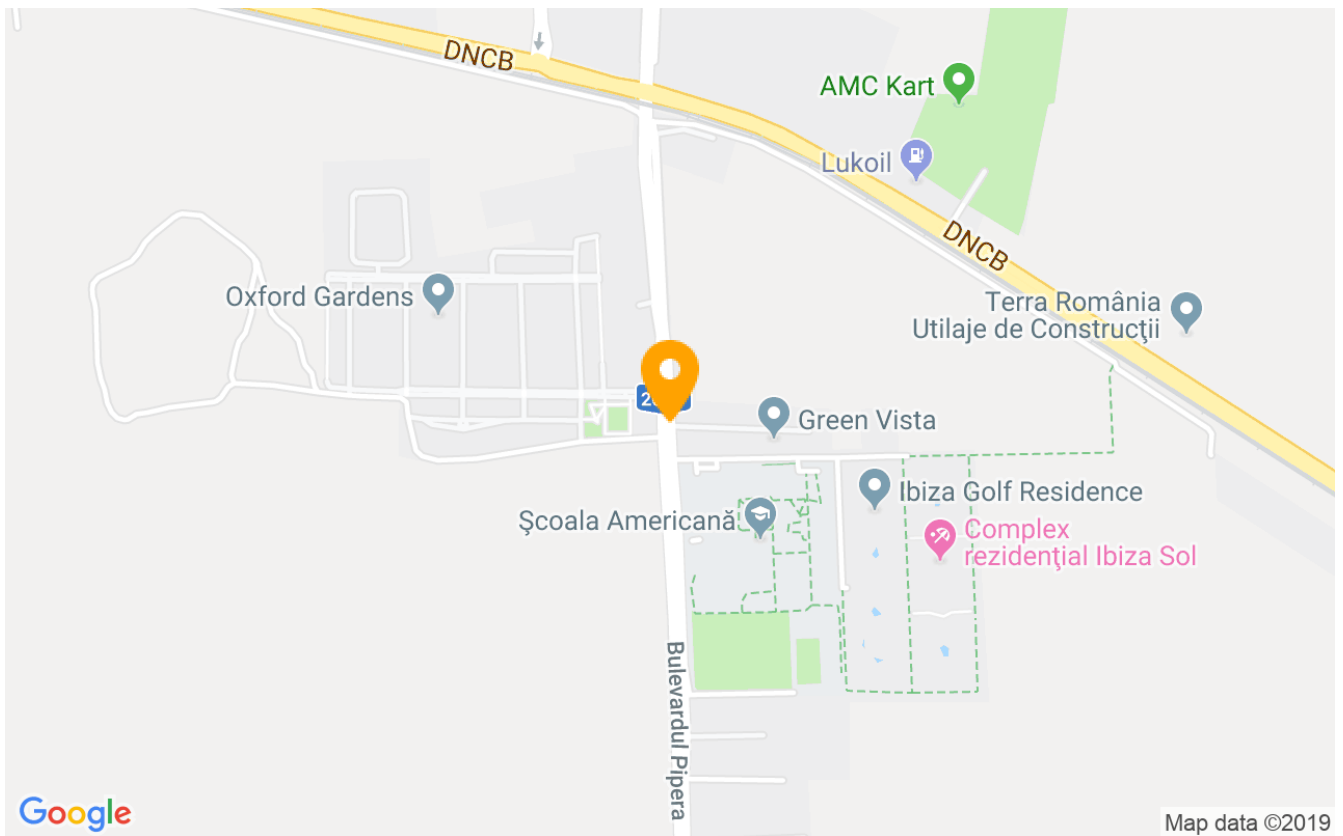 DNCB
AMC Kart
Lukoil
DNCB
Oxford Gardens
Terra România
Utilaje de Construcţii
Green Vista
Ibiza Golf Residence
Şcoala Americană
Complex
rezidenţial Ibiza Sol
Bulevardul Pipera
Google
Map data ©2019